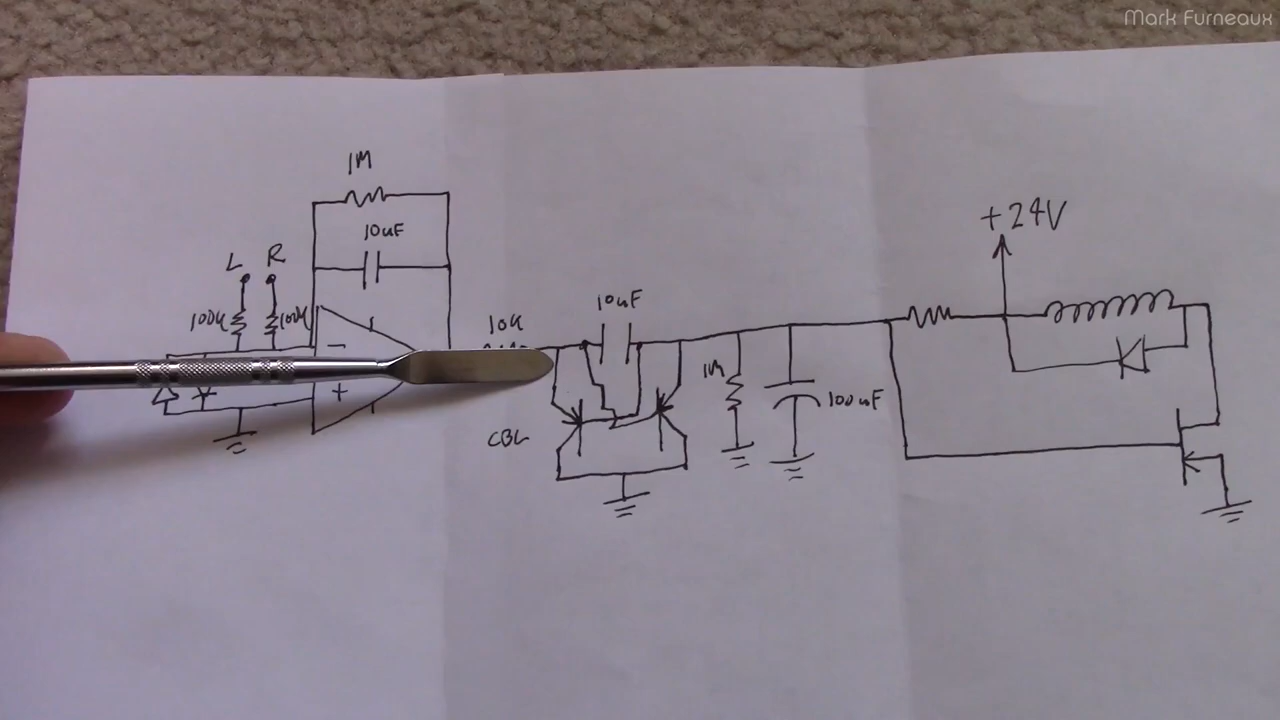 Mark Furneaux
1M
10uF
L R
100k 100k
-
+
10k
10uF
CBL
1M
100uF
+24V